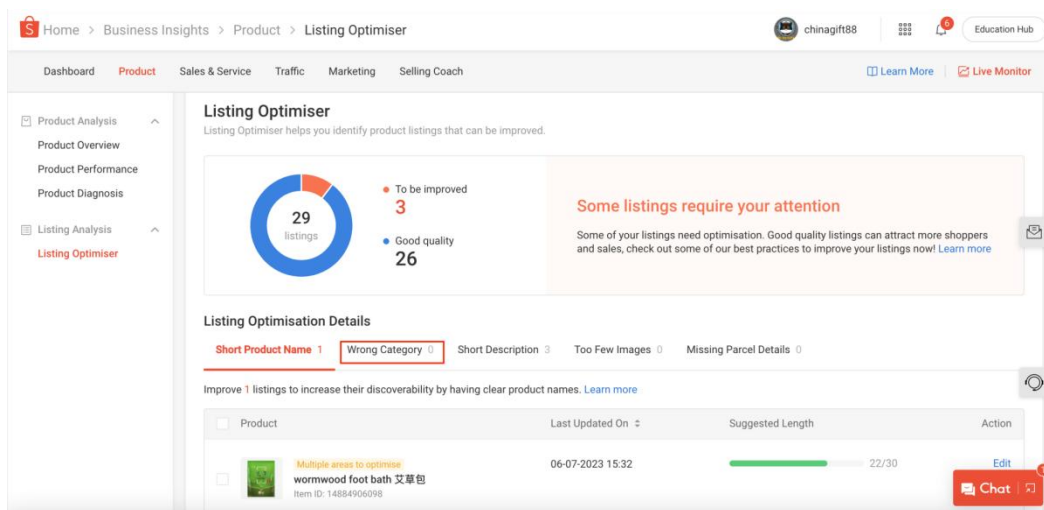 Home > Business Insights > Product > Listing Optimiser
chinagift88
6
Education Hub
Dashboard Product Sales & Service Traffic Marketing Selling Coach
Learn More
Live Monitor
Product Analysis
Product Overview
Product Performance
Product Diagnosis
Listing Analysis
Listing Optimiser
Listing Optimiser
Listing Optimiser helps you identify product listings that can be improved.
29
listings
To be improved
3
Good quality
26
Some listings require your attention
Some of your listings need optimisation. Good quality listings can attract more shoppers
and sales, check out some of our best practices to improve your listings now! Learn more
Listing Optimisation Details
Short Product Name 1 Wrong Category 0 Short Description 3 Too Few Images 0 Missing Parcel Details 0
Improve 1 listings to increase their discoverability by having clear product names. Learn more
Product Last Updated On Suggested Length Action
Multiple areas to optimise
wormwood foot bath 艾草包
Item ID: 14884906098
06-07-2023 15:32
22/30
Edit
Chat